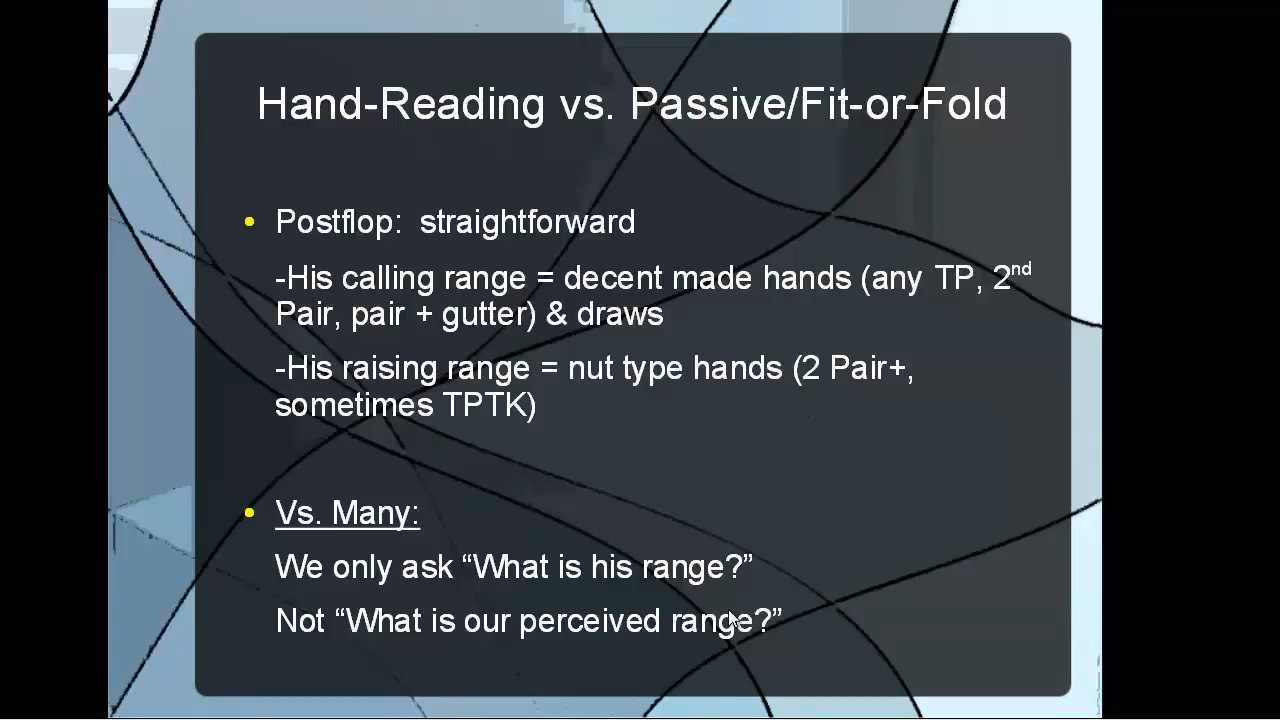 Hand-Reading vs. Passive/Fit-or-Fold
• Postflop:  straightforward
-His calling range = decent made hands (any TP, 2nd
Pair, pair + gutter) & draws
-His raising range = nut type hands (2 Pair+,
sometimes TPTK)
• Vs. Many:
We only ask “What is his range?”
Not “What is our perceived range?”